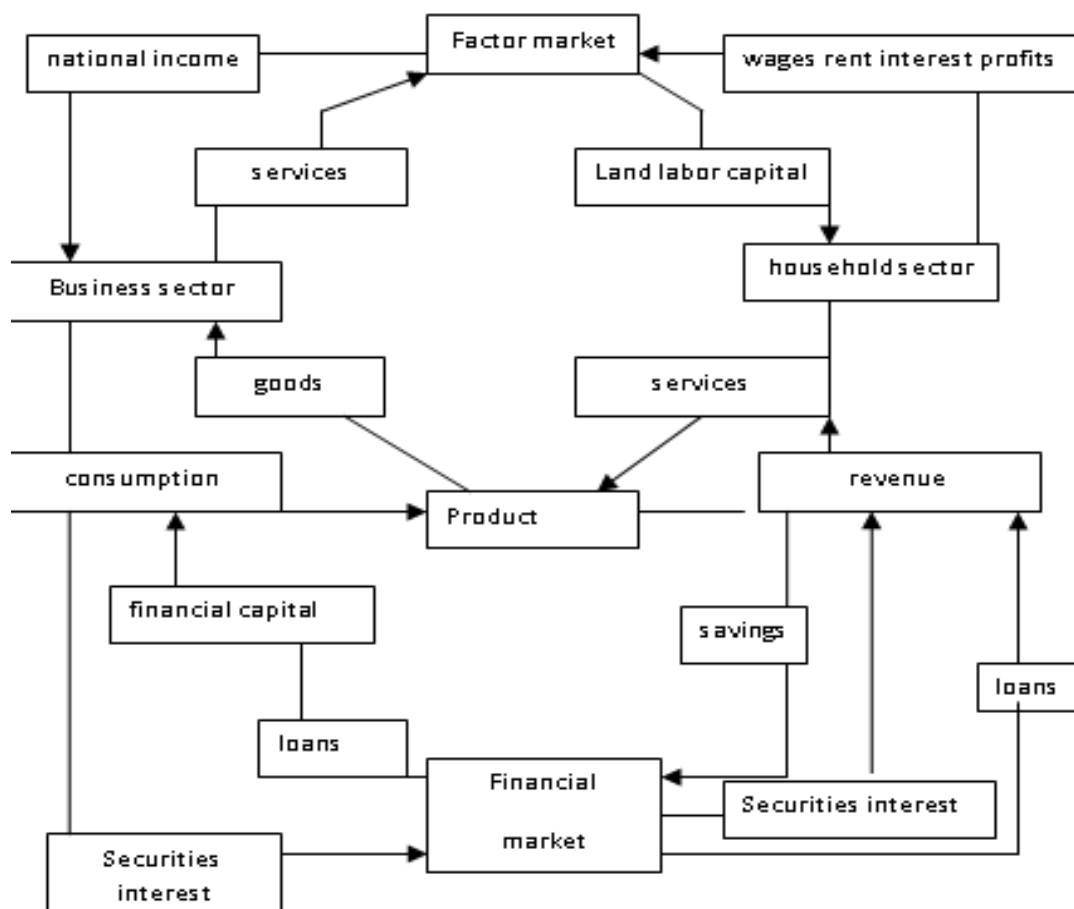 Factor market
national income
wages rent interest profits
services
Land labor capital
household sector
Business sector
goods
services
consumption
revenue
Product
financial capital
savings
loans
loans
Financial
market
Securities interest
Securities
interest